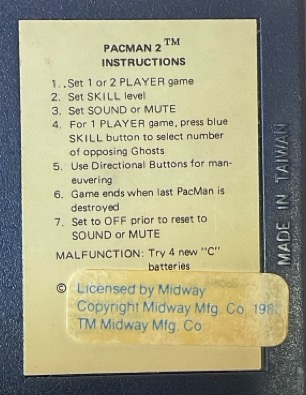 PACMAN 2 ™
INSTRUCTIONS
1..Set 1 or 2 PLAYER game
2. Set SKILL level
3. Set SOUND or MUTE
4. For 1 PLAYER game, press blue
SKILL button to select number
of opposing Ghosts
5. Use Directional Buttons for man-
euvering
6. Game ends when last PacMan is
destroyed
7. Set to OFF prior to reset to
SOUND or MUTE
MALFUNCTION: Try 4 new "C"
batteries
© Licensed by Midway
Copyright Midway Mfg. Co.
TM Midway Mfg. Co.
MADE IN TAIWAN